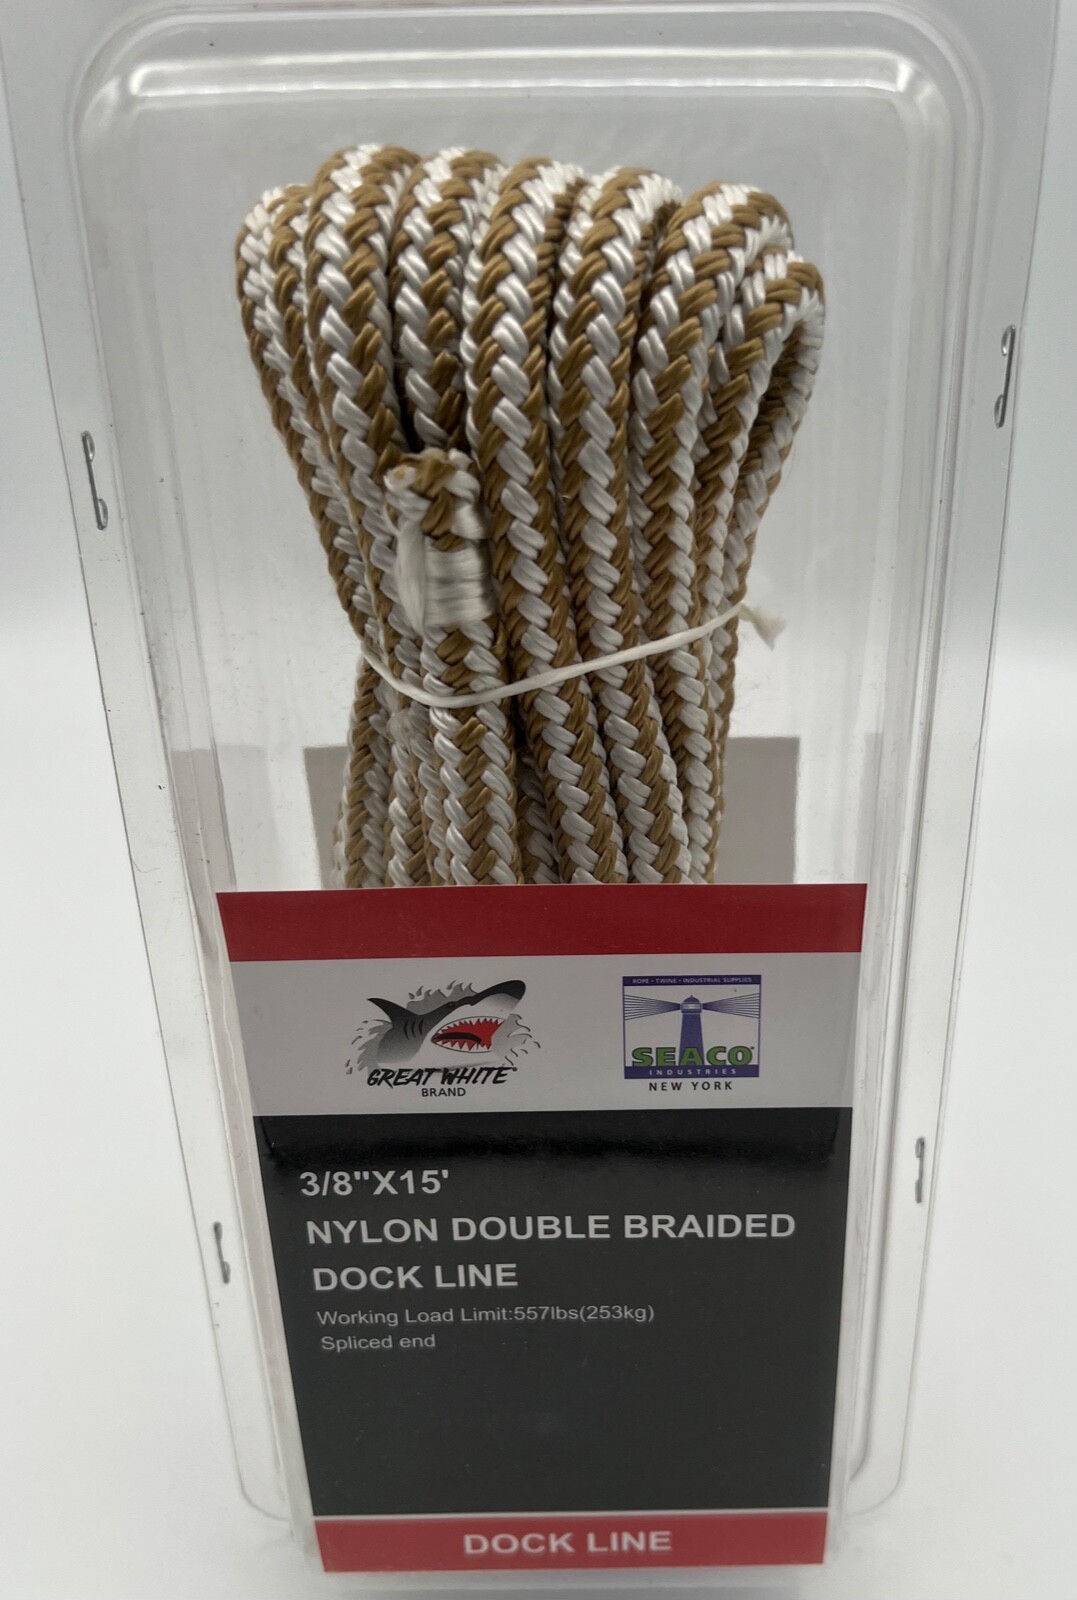 ROPE • TWINE • INDUSTRIAL SUPPLIES
GREAT WHITE®
BRAND
SEACO®
INDUSTRIES
NEW YORK
3/8"X15'
NYLON DOUBLE BRAIDED
DOCK LINE
Working Load Limit:557lbs(253kg)
Spliced end
DOCK LINE